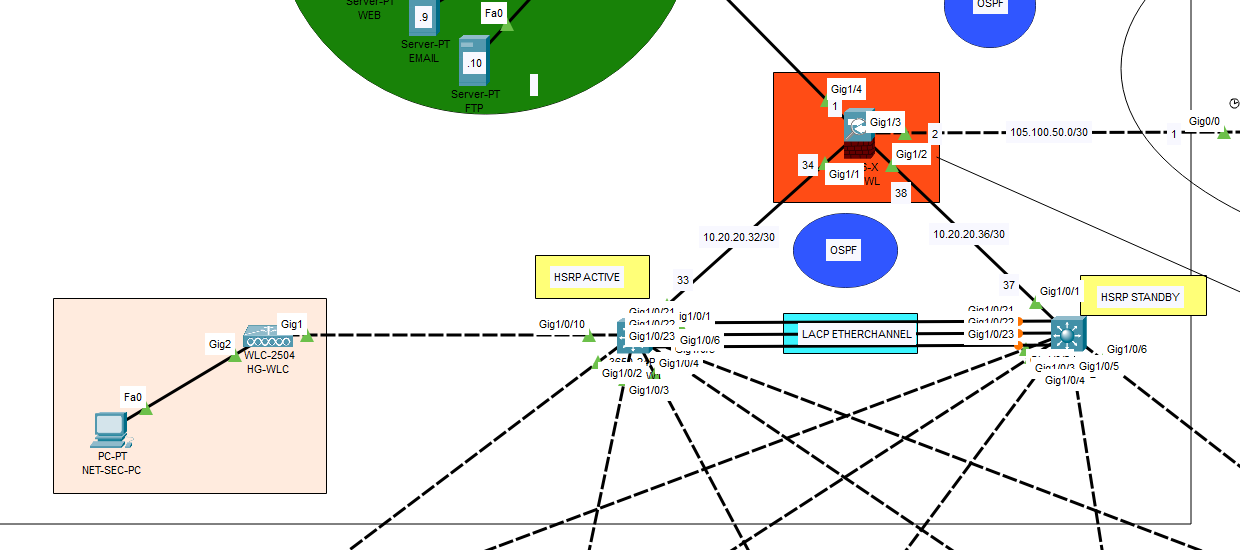 Server-PT
WEB
.9
Server-PT
EMAIL
Fa0
.10
Server-PT
FTP
OSPF
Gig1/4
1
Gig1/3
2
105.100.50.0/30
1
Gig0/0
34
Gig1/1
Gig1/2
38
10.20.20.32/30
10.20.20.36/30
OSPF
HSRP ACTIVE
33
37
Gig1/0/1
HSRP STANDBY
Gig1/0/10
Gig1/0/21
Gig1/0/22
Gig1/0/23
Gig1/0/6
Gig1/0/4
Gig1/0/2
Gig1/0/3
LACP ETHERCHANNEL
Gig1/0/21
Gig1/0/22
Gig1/0/23
Gig1/0/6
Gig1/0/5
Gig1/0/3
Gig1/0/4
Gig1
Gig2
WLC-2504
HG-WLC
Fa0
PC-PT
NET-SEC-PC